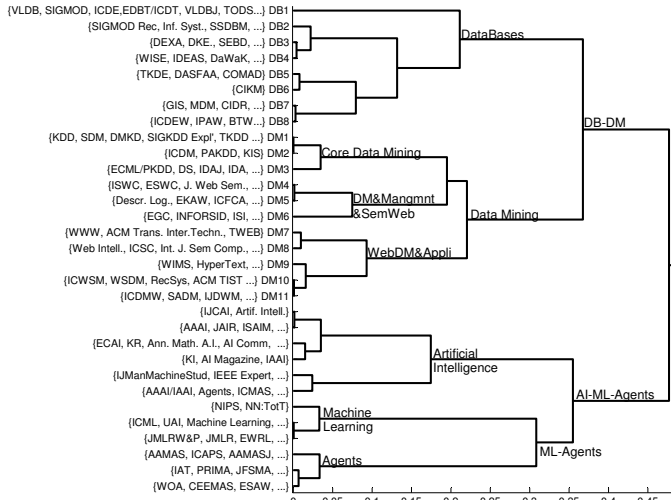 {VLDB, SIGMOD, ICDE,EDBT/ICDT, VLDBJ, TODS...} DB1
{SIGMOD Rec, Inf. Syst., SSDBM, ...} DB2
{DEXA, DKE., SEBD, ...} DB3
{WISE, IDEAS, DaWaK, ...} DB4
{TKDE, DASFAA, COMAD} DB5
{CIKM} DB6
{GIS, MDM, CIDR, ...} DB7
{ICDEW, IPAW, BTW...} DB8
{KDD, SDM, DMKD, SIGKDD Expl', TKDD ...} DM1
{ICDM, PAKDD, KIS} DM2
{ECML/PKDD, DS, IDAJ, IDA, ...} DM3
{ISWC, ESWC, J. Web Sem., ...} DM4
{Descr. Log., EKAW, ICFCA, ...} DM5
{EGC, INFORSID, ISI, ...} DM6
{WWW, ACM Trans. Inter.Techn., TWEB} DM7
{Web Intell., ICSC, Int. J. Sem Comp., ...} DM8
{WIMS, HyperText, ...} DM9
{ICWSM, WSDM, RecSys, ACM TIST ...} DM10
{ICDMW, SADM, IJDWM, ...} DM11
{IJCAI, Artif. Intell.}
{AAAI, JAIR, ISAIM, ...}
{ECAI, KR, Ann. Math. A.I., AI Comm, ...}
{KI, AI Magazine, IAAI}
{IJManMachineStud, IEEE Expert, ...}
{AAAI/IAAI, Agents, ICMAS, ...}
{NIPS, NN:TotT}
{ICML, UAI, Machine Learning, ...}
{JMLRW&P, JMLR, EWRL, ...}
{AAMAS, ICAPS, AAMASJ, ...}
{IAT, PRIMA, JFSMA, ...}
{WOA, CEEMAS, ESAW, ...}
DataBases
DB-DM
Core Data Mining
DM&Mangmnt
&SemWeb
Data Mining
WebDM&Appli
Artificial
Intelligence
AI-ML-Agents
Machine
Learning
ML-Agents
Agents